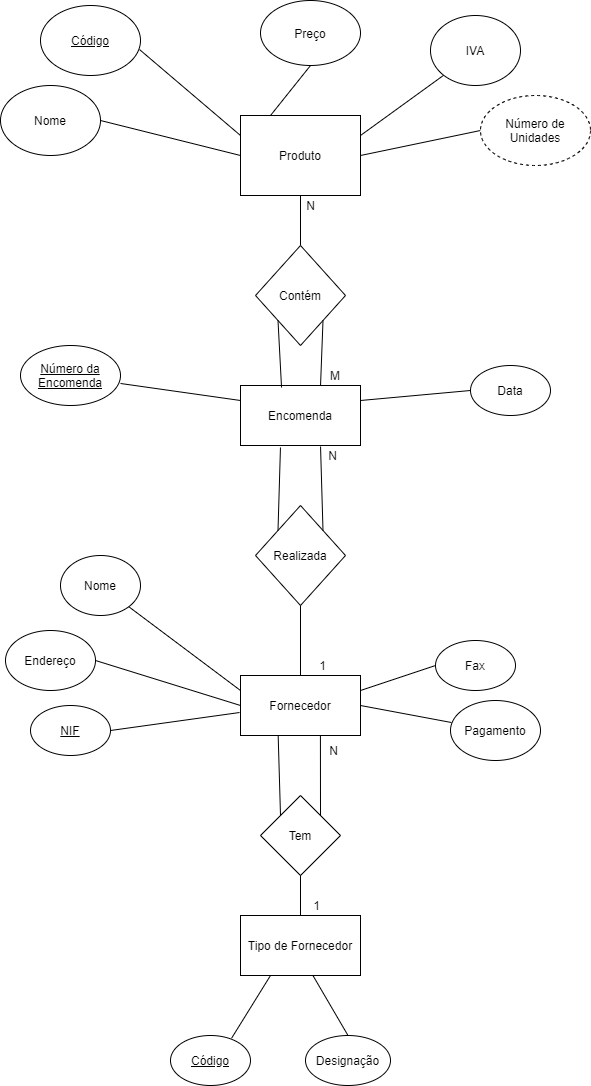 Código
Preço
IVA
Nome
Número de
Unidades
Produto
N
Contém
M
Número da
Encomenda
Data
Encomenda
N
Realizada
Nome
Endereço
1
Fax
Fornecedor
NIF
Pagamento
N
Tem
1
Tipo de Fornecedor
Código
Designação